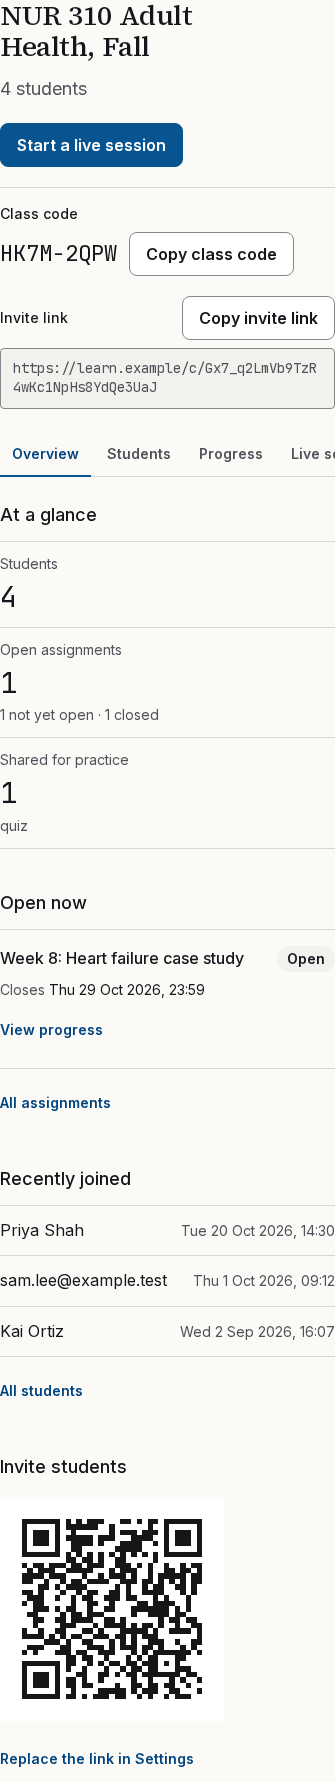 NUR 310 Adult
Health, Fall
4 students
Start a live session
Class code
HK7M-2QPW
Copy class code
Invite link
Copy invite link
https://learn.example/c/Gx7_q2LmVb9TzR
4wKc1NpHs8YdQe3UaJ
Overview Students Progress Live se
At a glance
Students
4
Open assignments
1
1 not yet open · 1 closed
Shared for practice
1
quiz
Open now
Week 8: Heart failure case study Open
Closes Thu 29 Oct 2026, 23:59
View progress
All assignments
Recently joined
Priya Shah Tue 20 Oct 2026, 14:30
sam.lee@example.test Thu 1 Oct 2026, 09:12
Kai Ortiz Wed 2 Sep 2026, 16:07
All students
Invite students
Replace the link in Settings